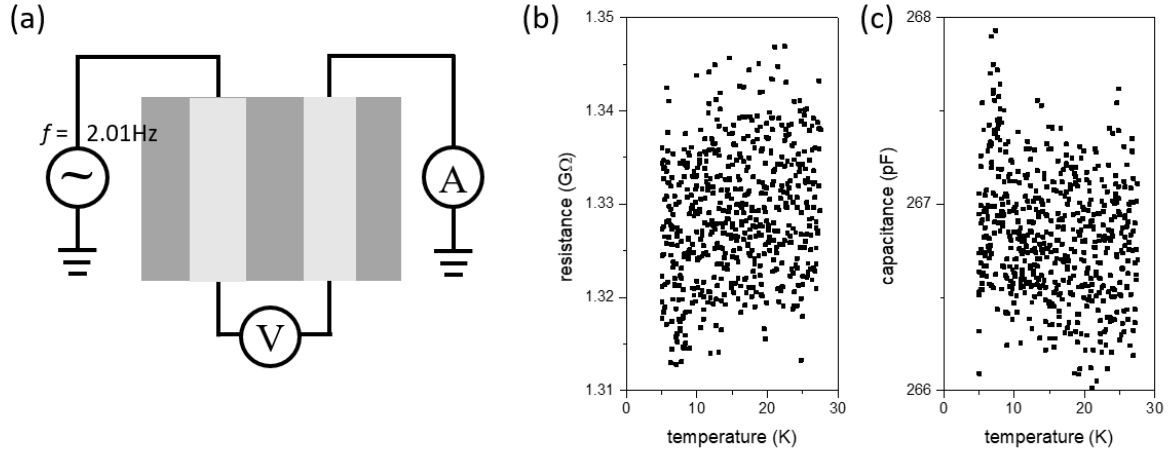 (a)
f = 2.01Hz
~
A
V
(b)
resistance (GΩ)
1.35
1.34
1.33
1.32
1.31
0 10 20 30
temperature (K)
(c)
capacitance (pF)
268
267
266
0 10 20 30
temperature (K)